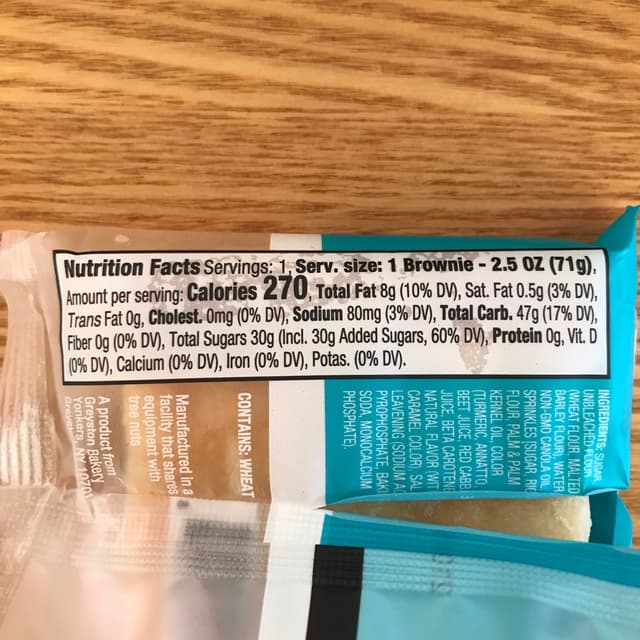 Nutrition Facts Servings: 1, Serv. size: 1 Brownie - 2.5 OZ (71g),
Amount per serving: Calories 270, Total Fat 8g (10% DV), Sat. Fat 0.5g (3% DV),
Trans Fat 0g, Cholest. 0mg (0% DV), Sodium 80mg (3% DV), Total Carb. 47g (17% DV),
Fiber 0g (0% DV), Total Sugars 30g (Incl. 30g Added Sugars, 60% DV), Protein 0g, Vit. D
(0% DV), Calcium (0% DV), Iron (0% DV), Potas. (0% DV).
INGREDIENTS: SUGAR,
UNBLEACHED FLOUR
WHEAT FLOUR, MALTED
BARLEY FLOUR), WATER,
NON-GMO CANOLA OIL,
SPRINKLES (SUGAR,
FLOUR, PALM & PALM
KERNEL OIL, COLOR
(TURMERIC, ANNATTO,
BEET JUICE, RED
JUICE, BETA
NATURAL FLAVOR
CARAMEL COLOR),
LEAVENING (SODIUM
PYROPHOSPHATE,
SODA, MONOCALCIUM
PHOSPHATE).
CONTAINS: WHEAT
Manufactured in a
facility that shares
equipment with
tree nuts
A product from
Greyston Bakery
Yonkers, NY